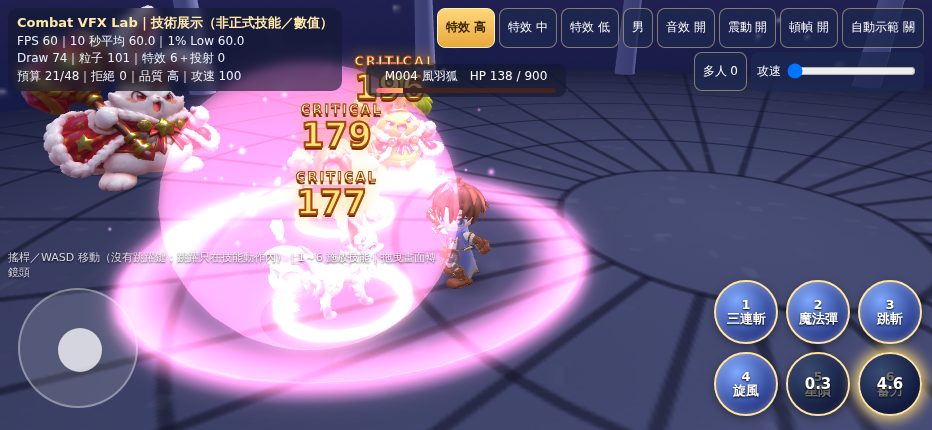 Combat VFX Lab｜技術展示（非正式技能／數值）
FPS 60｜10 秒平均 60.0｜1% Low 60.0
Draw 74｜粒子 101｜特效 6＋投射 0
預算 21/48｜拒絕 0｜品質 高｜攻速 100
特效 高
特效 中
特效 低
男
音效 開
震動 開
頓幀 開
自動示範 關
多人 0
攻速
M004 風羽狐 HP 138 / 900
CRITICAL
CRITICAL
179
CRITICAL
177
搖桿／WASD 移動
鏡頭
1
三連斬
2
魔法彈
3
跳斬
4
旋風
0.3
4.6